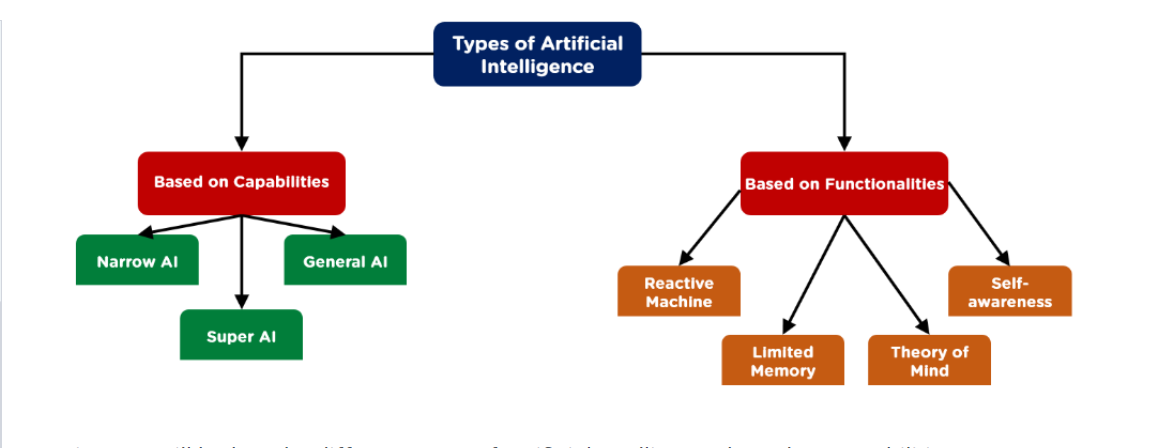 Types of Artificial
Intelligence
Based on Capabilities
Based on Functionalities
Narrow AI
General AI
Super AI
Reactive
Machine
Self-
awareness
Limited
Memory
Theory of
Mind